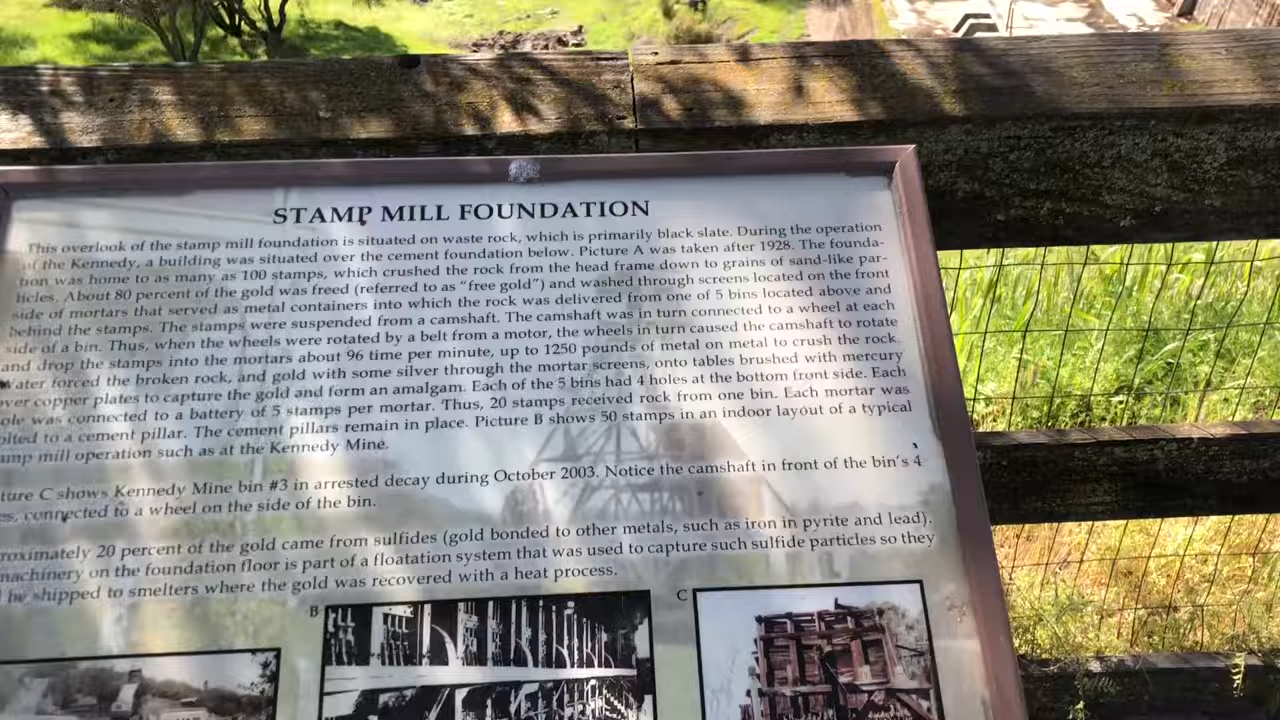 STAMP MILL FOUNDATION
This overlook of the stamp mill foundation is situated on waste rock, which is primarily black slate. During the operation
of the Kennedy, a building was situated over the cement foundation below. Picture A was taken after 1928. The founda-
tion was home to as many as 100 stamps, which crushed the rock from the head frame down to grains of sand-like par-
ticles. About 80 percent of the gold was freed (referred to as "free gold") and washed through screens located on the front
side of mortars that served as metal containers into which the rock was delivered from one of 5 bins located above and
behind the stamps. The stamps were suspended from a camshaft. The camshaft was in turn connected to a wheel at each
side of a bin. Thus, when the wheels were rotated by a belt from a motor, the wheels in turn caused the camshaft to rotate
and drop the stamps into the mortars about 96 time per minute, up to 1250 pounds of metal on metal to crush the rock.
Water forced the broken rock, and gold with some silver through the mortar screens, onto tables brushed with mercury
over copper plates to capture the gold and form an amalgam. Each of the 5 bins had 4 holes at the bottom front side. Each
ole was connected to a battery of 5 stamps per mortar. Thus, 20 stamps received rock from one bin. Each mortar was
olted to a cement pillar. The cement pillars remain in place. Picture B shows 50 stamps in an indoor layout of a typical
amp mill operation such as at the Kennedy Mine.
ture C shows Kennedy Mine bin #3 in arrested decay during October 2003. Notice the camshaft in front of the bin's 4
es, connected to a wheel on the side of the bin.
roximately 20 percent of the gold came from sulfides (gold bonded to other metals, such as iron in pyrite and lead).
machinery on the foundation floor is part of a floatation system that was used to capture such sulfide particles so they
be shipped to smelters where the gold was recovered with a heat process.
B
C